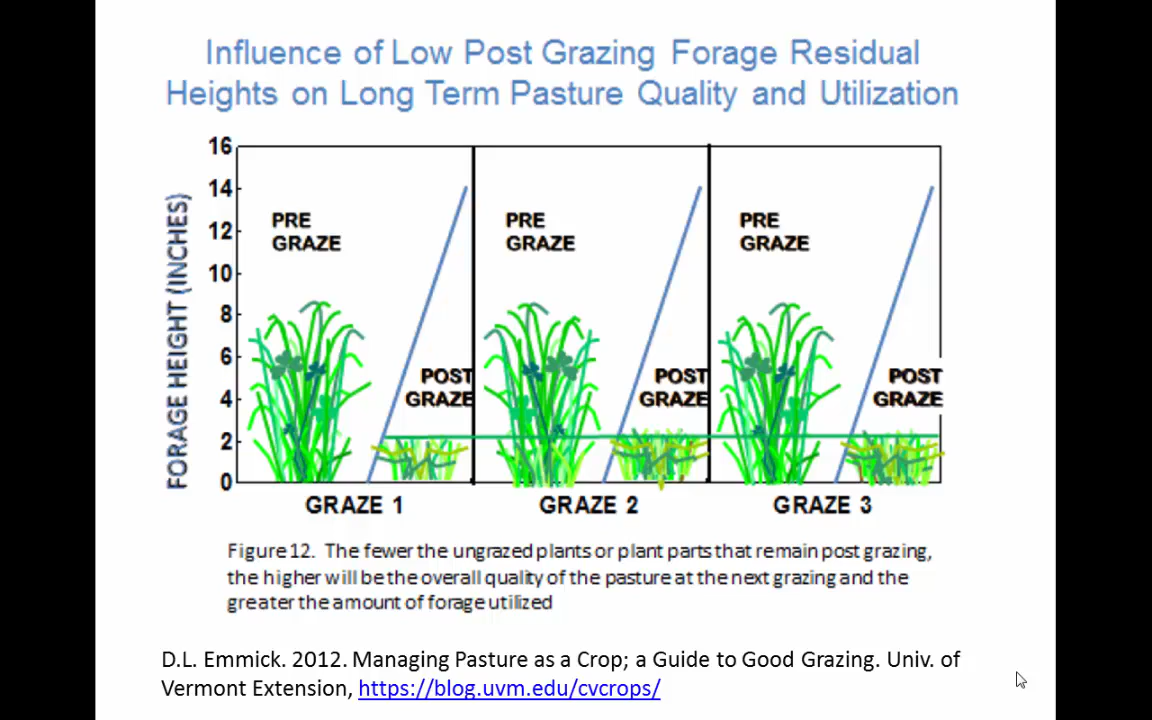 Influence of Low Post Grazing Forage Residual
Heights on Long Term Pasture Quality and Utilization
FORAGE HEIGHT (INCHES)
16
14
12
10
8
6
4
2
0
PRE
GRAZE
POST
GRAZE
PRE
GRAZE
POST
GRAZE
PRE
GRAZE
POST
GRAZE
GRAZE 1
GRAZE 2
GRAZE 3
Figure 12. The fewer the ungrazed plants or plant parts that remain post grazing,
the higher will be the overall quality of the pasture at the next grazing and the
greater the amount of forage utilized
D.L. Emmick. 2012. Managing Pasture as a Crop; a Guide to Good Grazing. Univ. of
Vermont Extension, https://blog.uvm.edu/cvcrops/